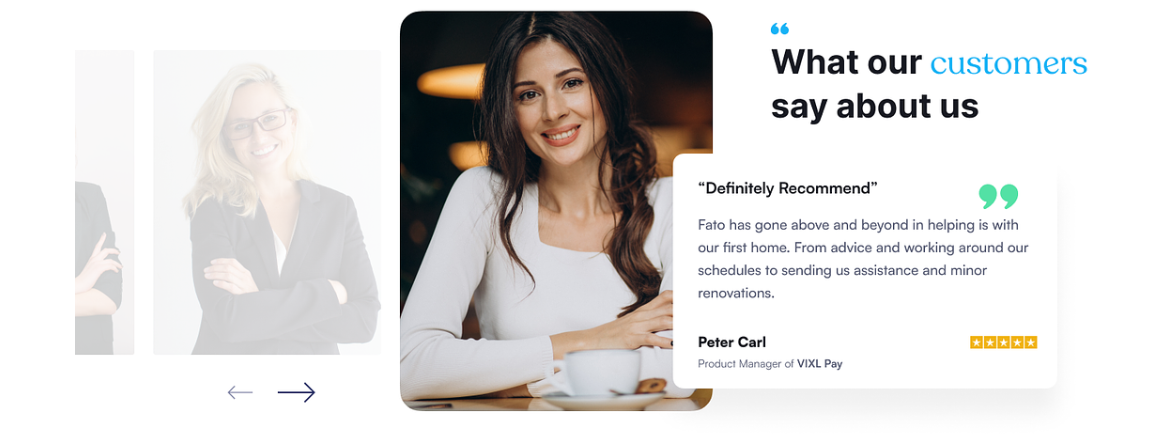 What our customers
say about us
“Definitely Recommend”
Fato has gone above and beyond in helping is with
our first home. From advice and working around our
schedules to sending us assistance and minor
renovations.
Peter Carl
Product Manager of VIXL Pay